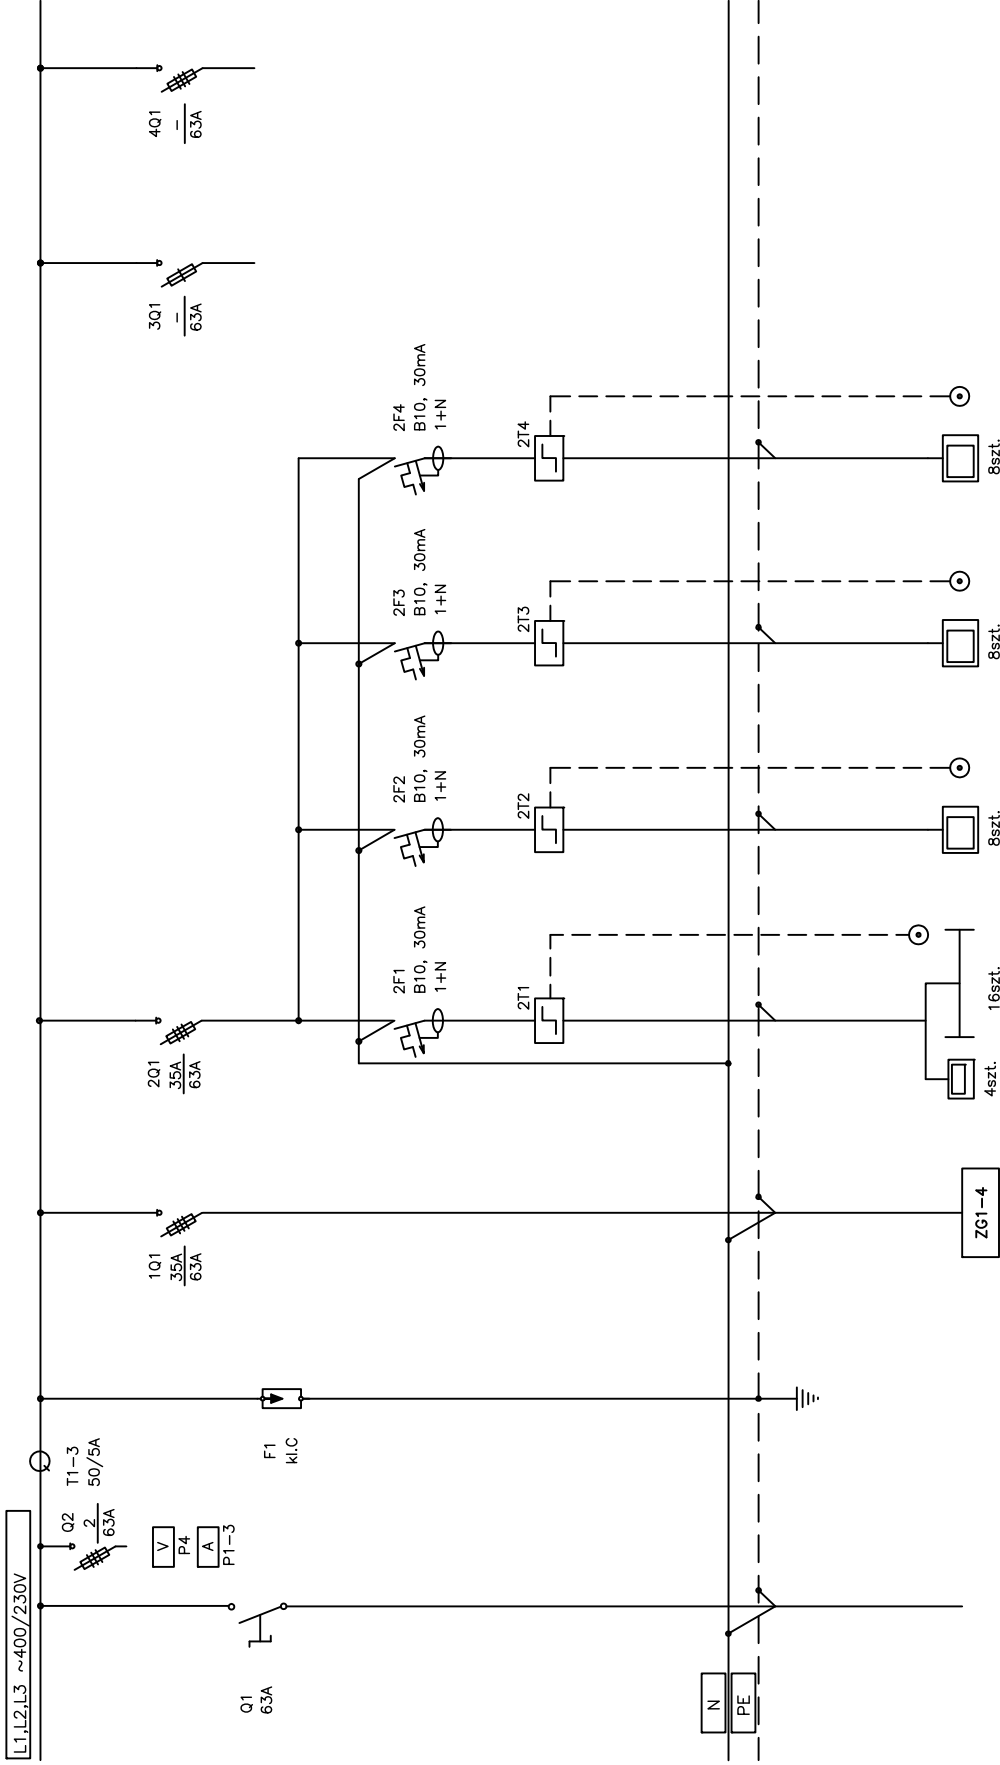 L1,L2,L3 ~400/230V
Q1
63A
Q2
2
63A
V
P4
A
P1-3
T1-3
50/5A
F1
kl.C
1Q1
35A
63A
2Q1
35A
63A
3Q1
–
63A
4Q1
–
63A
2F1
B10, 30mA
1+N
2F2
B10, 30mA
1+N
2F3
B10, 30mA
1+N
2F4
B10, 30mA
1+N
2T1
2T2
2T3
2T4
N
PE
ZG1-4
4szt.
16szt.
8szt.
8szt.
8szt.